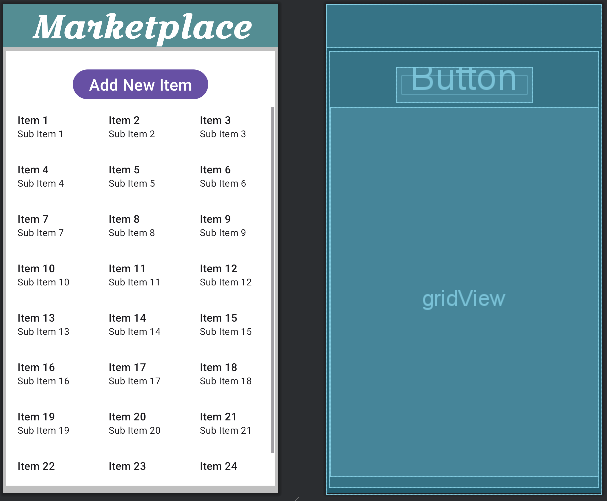 Marketplace
Add New Item
Item 1 Item 2 Item 3
Sub Item 1 Sub Item 2 Sub Item 3
Item 4 Item 5 Item 6
Sub Item 4 Sub Item 5 Sub Item 6
Item 7 Item 8 Item 9
Sub Item 7 Sub Item 8 Sub Item 9
Item 10 Item 11 Item 12
Sub Item 10 Sub Item 11 Sub Item 12
Item 13 Item 14 Item 15
Sub Item 13 Sub Item 14 Sub Item 15
Item 16 Item 17 Item 18
Sub Item 16 Sub Item 17 Sub Item 18
Item 19 Item 20 Item 21
Sub Item 19 Sub Item 20 Sub Item 21
Item 22 Item 23 Item 24
Button
gridView